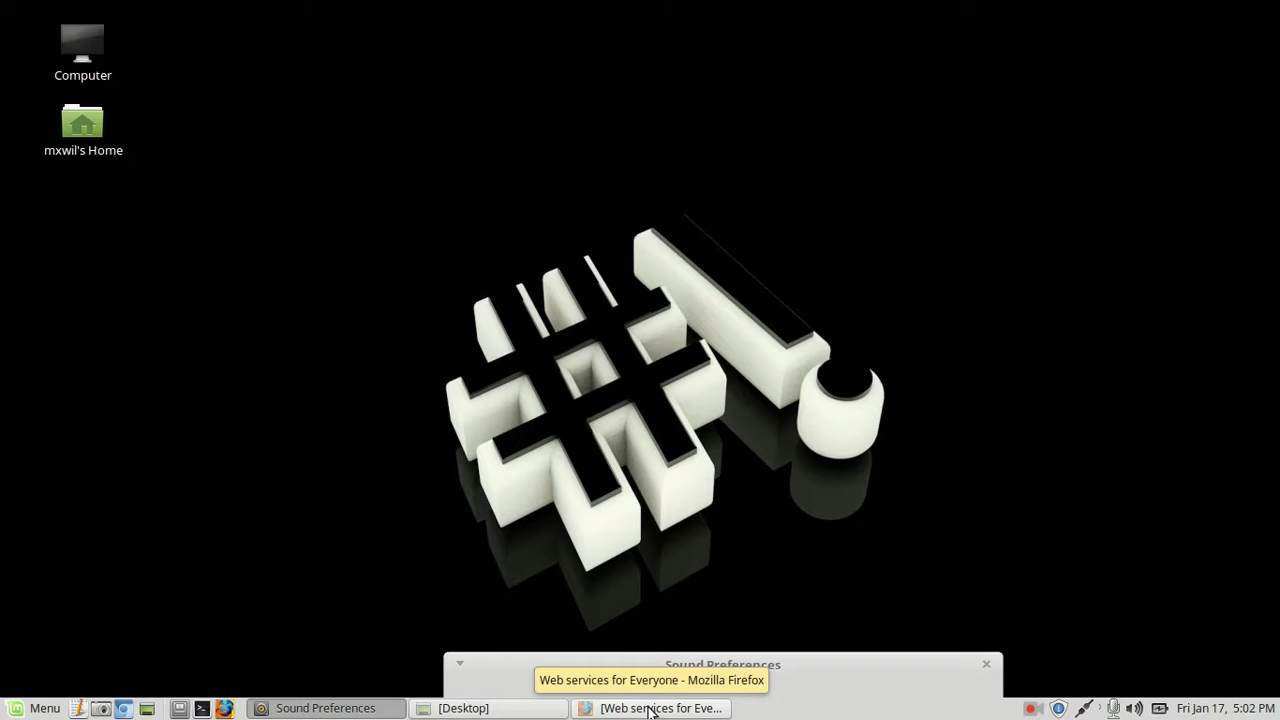 Computer
mxwil's Home
Sound Preferences
Web services for Everyone - Mozilla Firefox
Menu
Sound Preferences
[Desktop]
[Web services for Eve...
Fri Jan 17, 5:02 PM